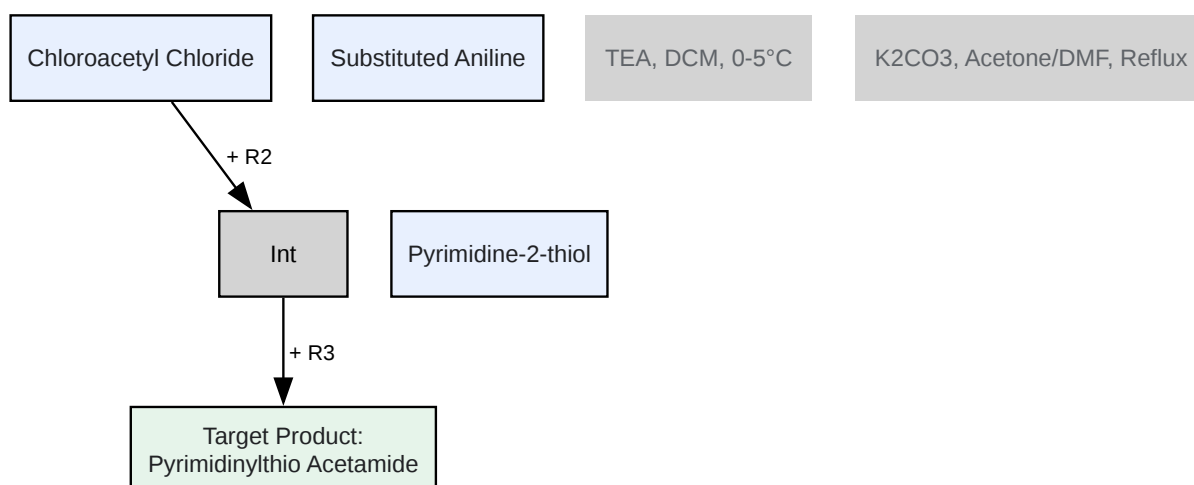 Chloroacetyl Chloride
Substituted Aniline
TEA, DCM, 0-5°C
K2CO3, Acetone/DMF, Reflux
+ R2
Int
Pyrimidine-2-thiol
+ R3
Target Product:
Pyrimidinylthio Acetamide